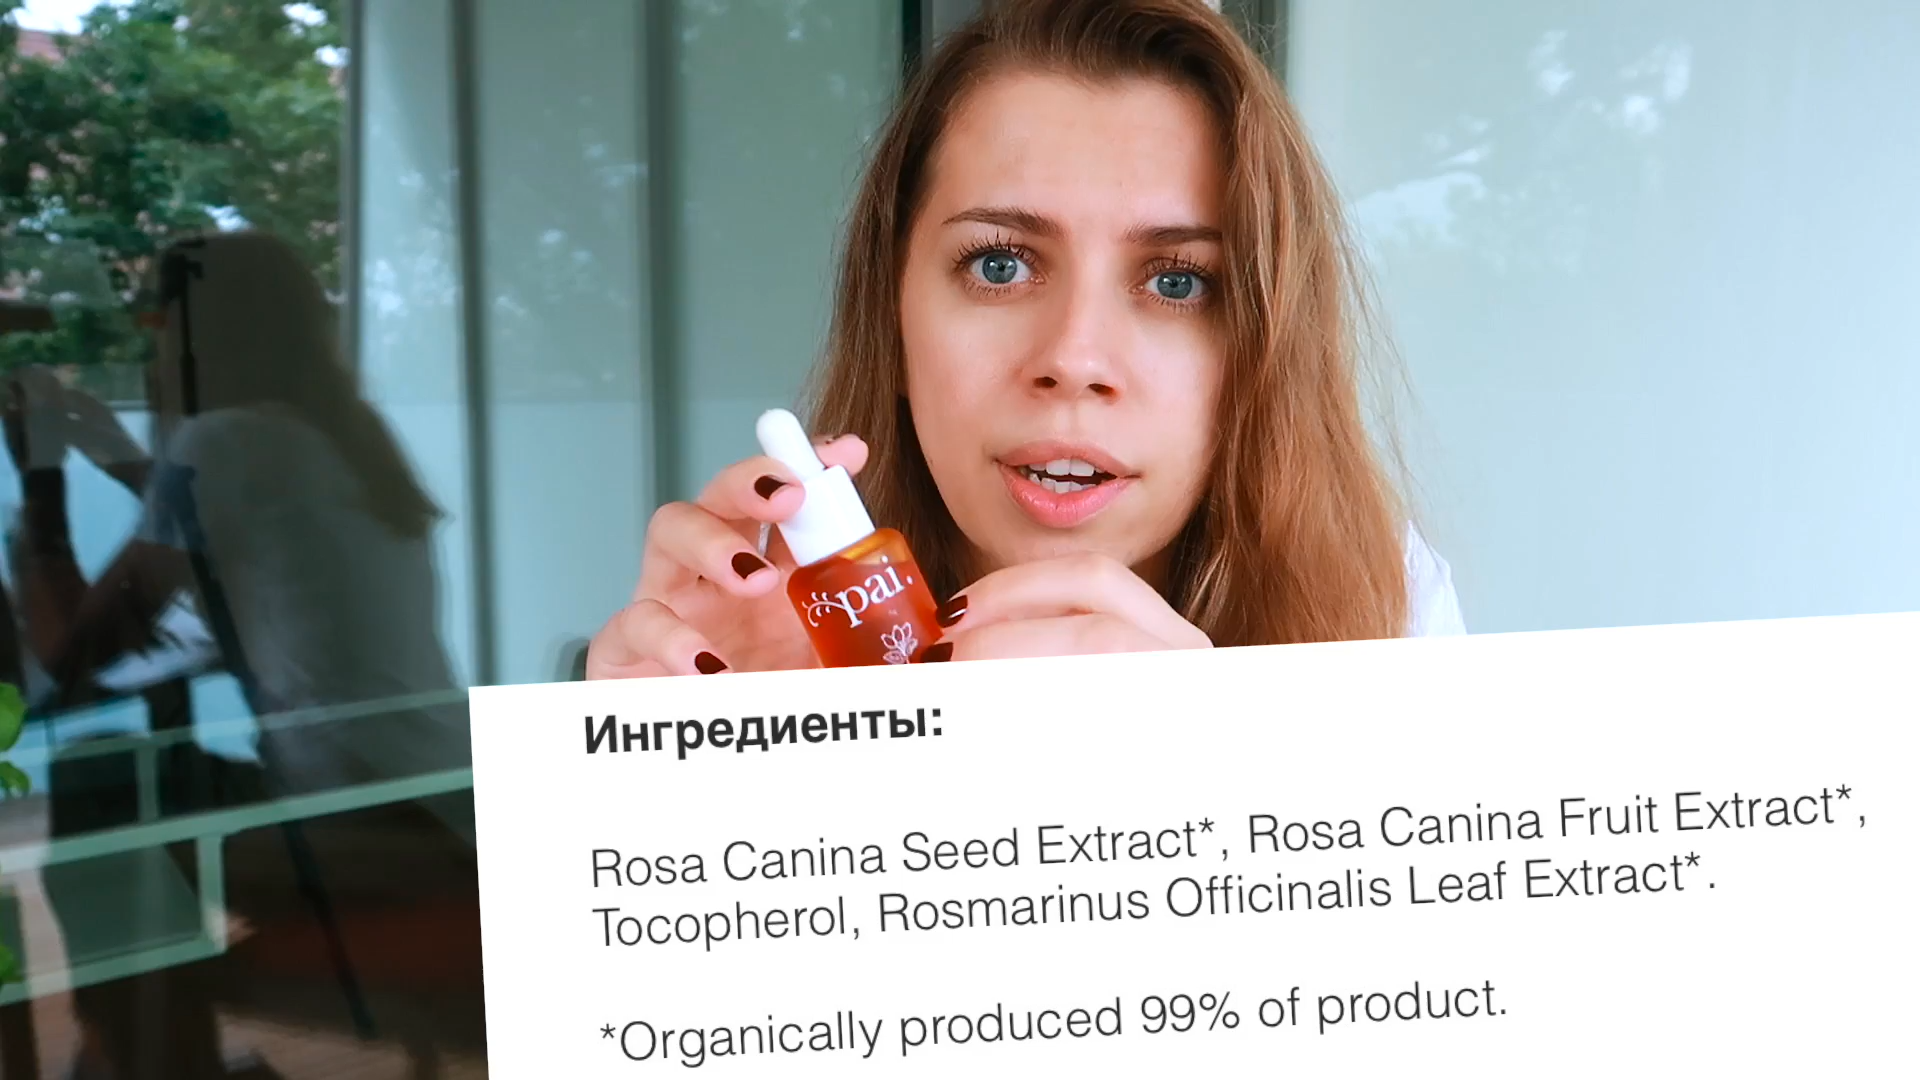 pai.
Ингредиенты:
Rosa Canina Seed Extract*, Rosa Canina Fruit Extract*,
Tocopherol, Rosmarinus Officinalis Leaf Extract*.
*Organically produced 99% of product.